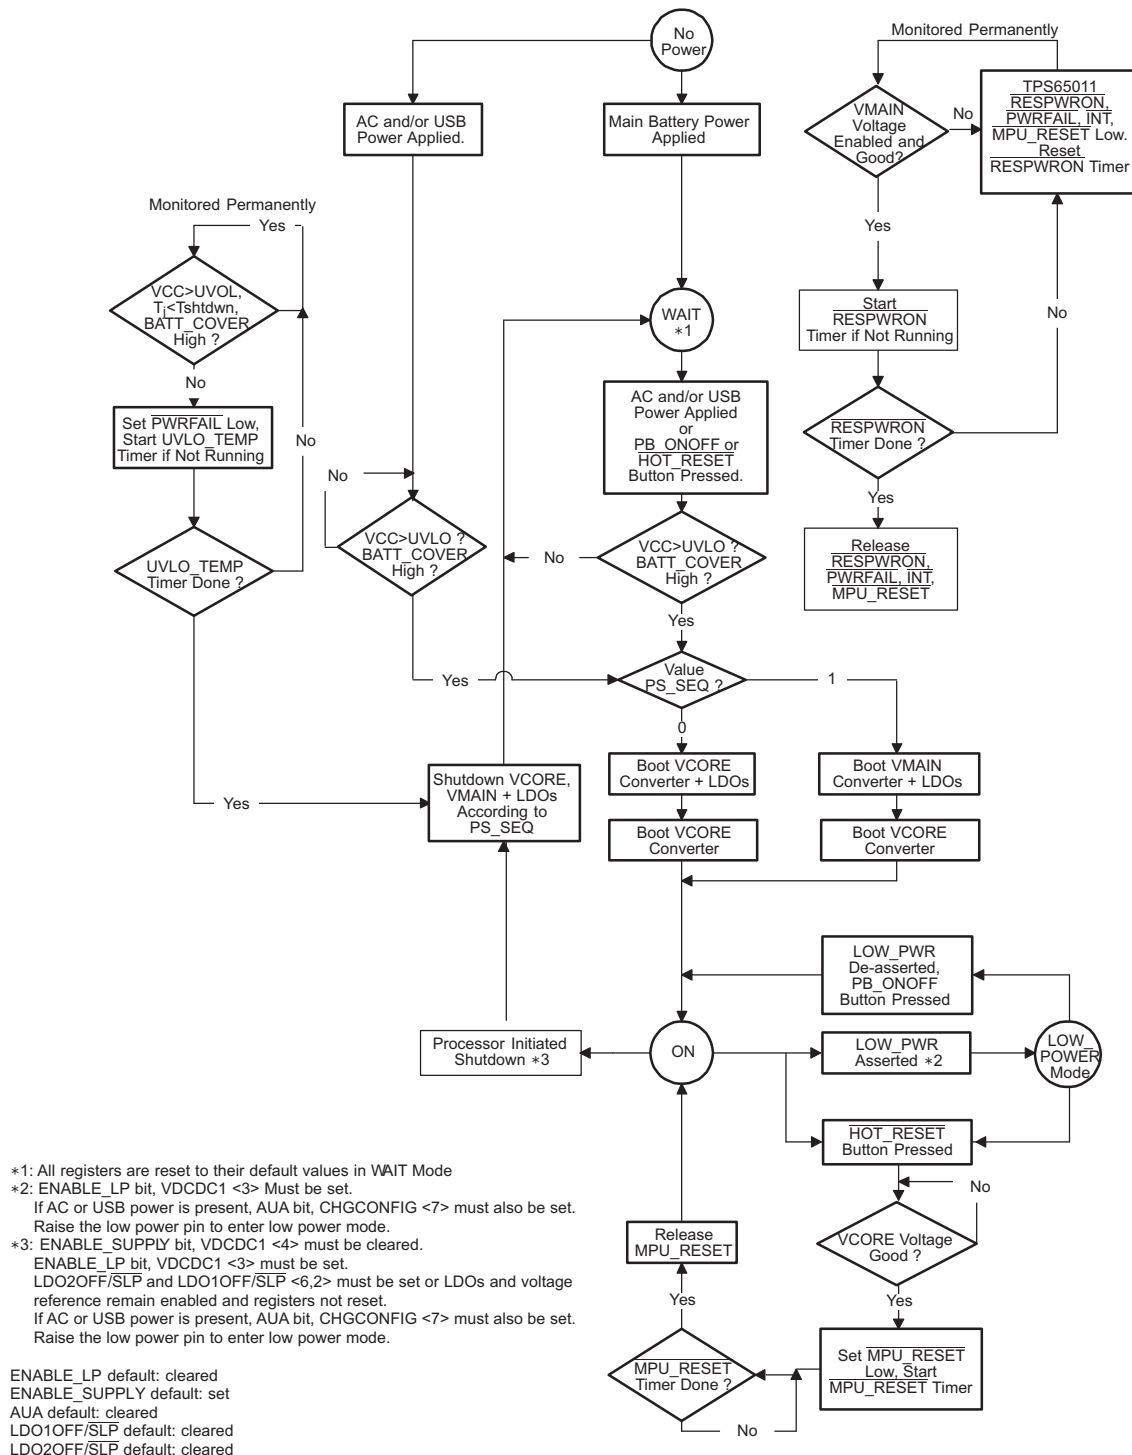 No
Power
Monitored Permanently
AC and/or USB
Power Applied.
Main Battery Power
Applied
VMAIN
Voltage
Enabled and
Good?
No
TPS65011
RESPWRON,
PWRFAIL, INT,
MPU_RESET Low.
Reset
RESPWRON Timer
Monitored Permanently
Yes
Yes
VCC>UVOL,
Tj<Tshtdwn,
BATT_COVER
High ?
WAIT
*1
Start
RESPWRON
Timer if Not Running
No
No
AC and/or USB
Power Applied
or
PB_ONOFF or
HOT_RESET
Button Pressed.
Set PWRFAIL Low,
Start UVLO_TEMP
Timer if Not Running
No
RESPWRON
Timer Done ?
No
Yes
VCC>UVLO ?
BATT_COVER
High ?
No
VCC>UVLO ?
BATT_COVER
High ?
UVLO_TEMP
Timer Done ?
Release
RESPWRON,
PWRFAIL, INT,
MPU_RESET
Yes
Yes
Value
PS_SEQ ?
1
0
Shutdown VCORE,
VMAIN + LDOs
According to
PS_SEQ
Boot VCORE
Converter + LDOs
Boot VMAIN
Converter + LDOs
Yes
Boot VCORE
Converter
Boot VCORE
Converter
LOW_PWR
De-asserted,
PB_ONOFF
Button Pressed
Processor Initiated
Shutdown *3
ON
LOW_PWR
Asserted *2
LOW_
POWER
Mode
HOT_RESET
Button Pressed
No
VCORE Voltage
Good ?
Release
MPU_RESET
Yes
Yes
MPU_RESET
Timer Done ?
Set MPU_RESET
Low, Start
MPU_RESET Timer
No
*1: All registers are reset to their default values in WAIT Mode
*2: ENABLE_LP bit, VDCDC1 <3> Must be set.
If AC or USB power is present, AUA bit, CHGCONFIG <7> must also be set.
Raise the low power pin to enter low power mode.
*3: ENABLE_SUPPLY bit, VDCDC1 <4> must be cleared.
ENABLE_LP bit, VDCDC1 <3> must be set.
LDO2OFF/SLP and LDO1OFF/SLP <6,2> must be set or LDOs and voltage
reference remain enabled and registers not reset.
If AC or USB power is present, AUA bit, CHGCONFIG <7> must also be set.
Raise the low power pin to enter low power mode.
ENABLE_LP default: cleared
ENABLE_SUPPLY default: set
AUA default: cleared
LDO1OFF/SLP default: cleared
LDO2OFF/SLP default: cleared